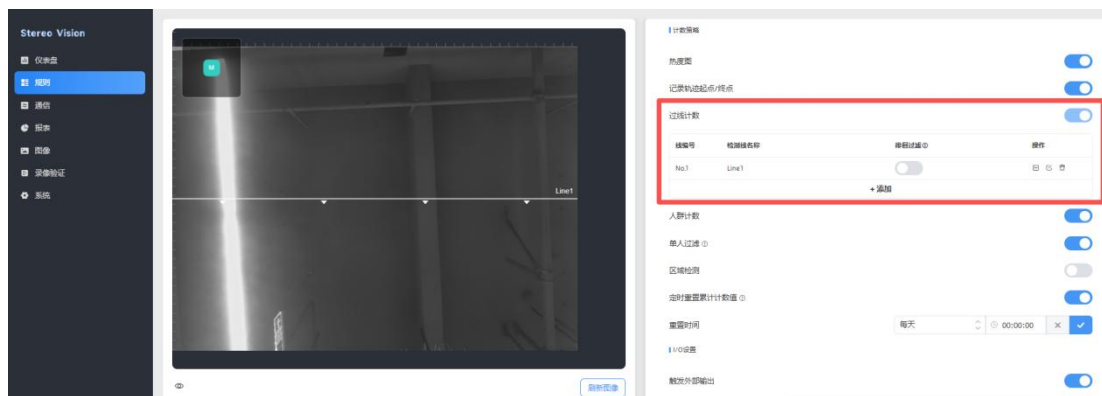 Stereo Vision
仪表盘
规则
通信
报表
图像
录像验证
系统
M
Line1
刷新图像
计数策略
热度图
记录轨迹起点/终点
过线计数
线编号 检测线名称 徘徊过滤 操作
No.1 Line1
+ 添加
人群计数
单人过滤
区域检测
定时重置累计计数值
重置时间 每天 00:00:00
I/O设置
触发外部输出